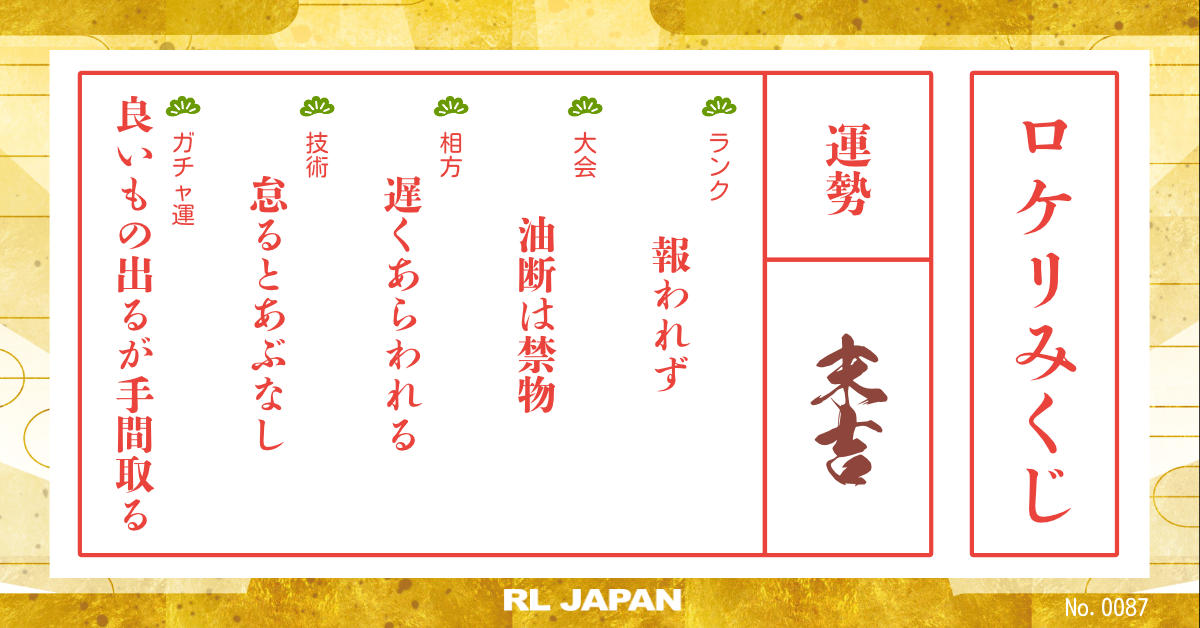 ロケリみくじ
運勢
末吉
ランク
報われず
大会
油断は禁物
相方
遅くあらわれる
技術
怠るとあぶなし
ガチャ運
良いもの出るが手間取る
RL JAPAN
No. 0087